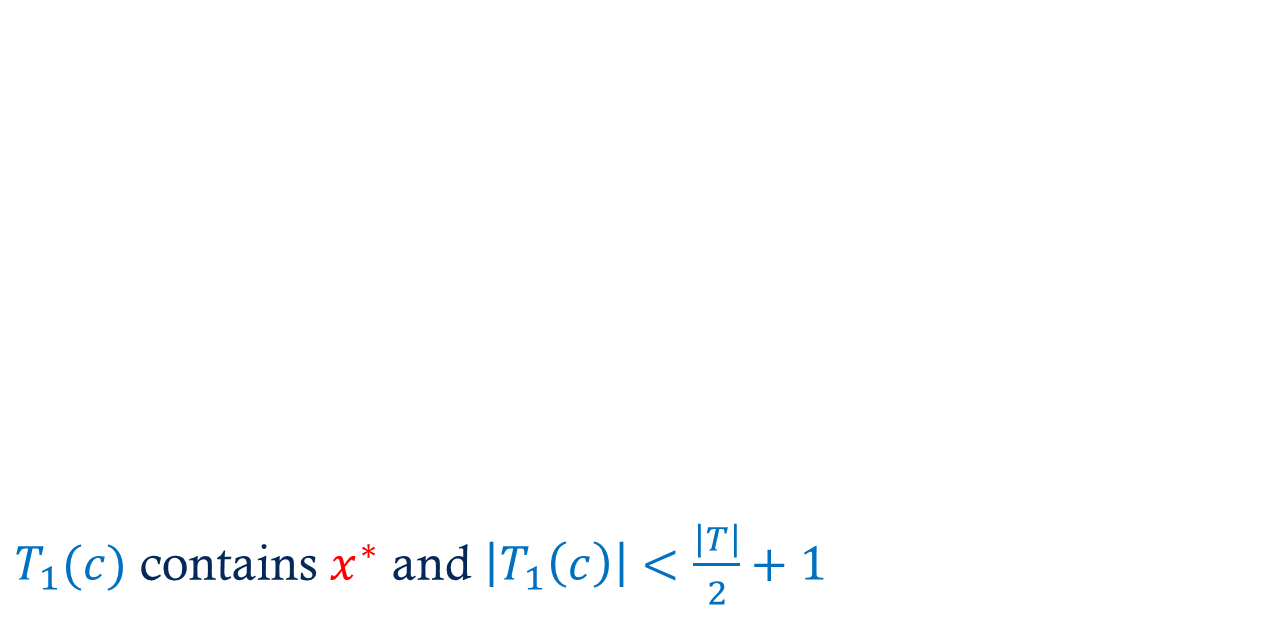 T₁(c) contains x* and |T₁(c)| < |T|/2 + 1